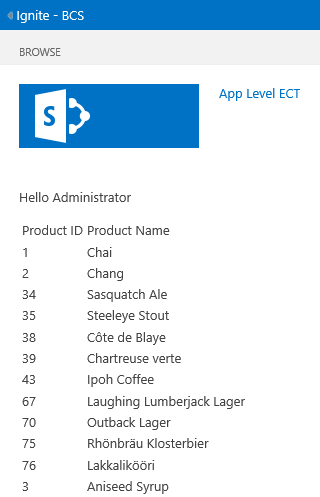 Ignite - BCS
BROWSE
S
App Level ECT
Hello Administrator
Product ID Product Name
1 Chai
2 Chang
34 Sasquatch Ale
35 Steeleye Stout
38 Côte de Blaye
39 Chartreuse verte
43 Ipoh Coffee
67 Laughing Lumberjack Lager
70 Outback Lager
75 Rhönbräu Klosterbier
76 Lakkalikööri
3 Aniseed Syrup